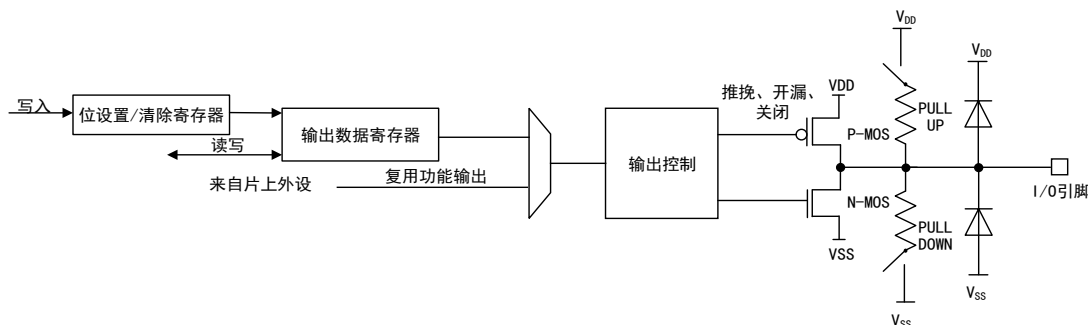 写入
位设置/清除寄存器
读写
输出数据寄存器
来自片上外设
复用功能输出
输出控制
推挽、开漏、
关闭
VDD
P-MOS
N-MOS
VSS
VDD
PULL
UP
PULL
DOWN
VSS
VDD
VSS
I/O引脚